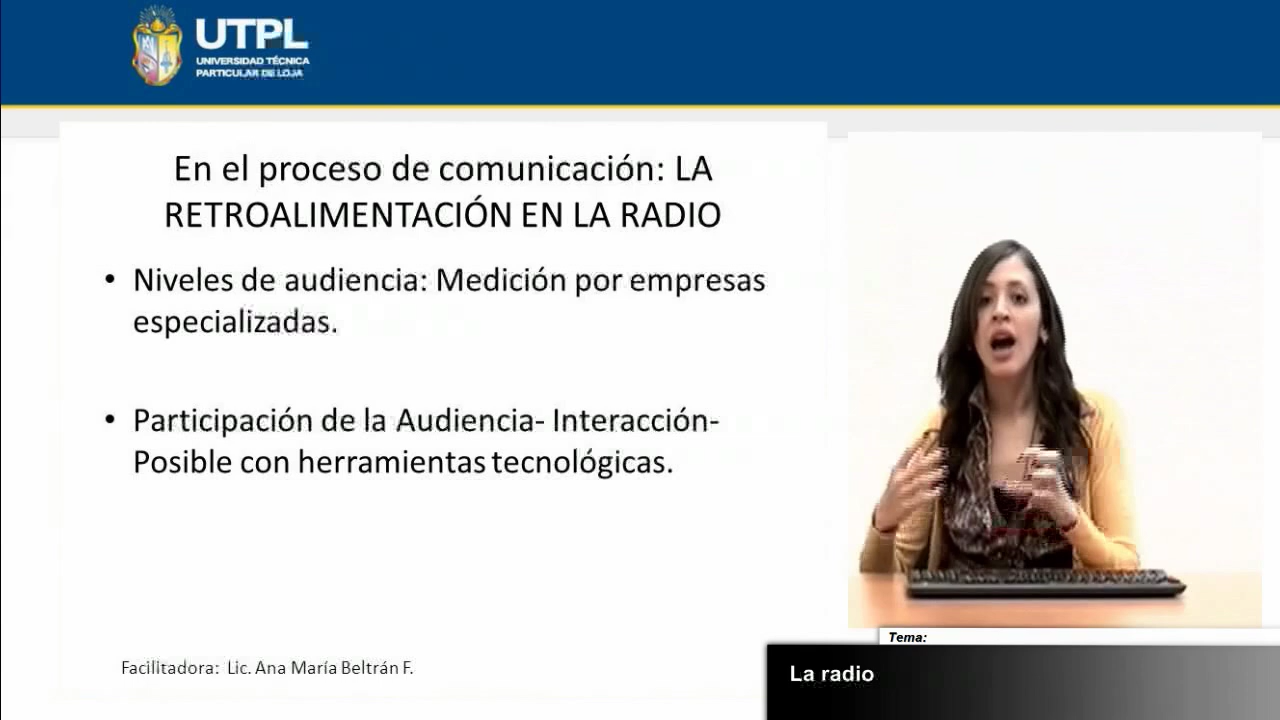 UTPL
UNIVERSIDAD TÉCNICA
PARTICULAR DE LOJA
En el proceso de comunicación: LA
RETROALIMENTACIÓN EN LA RADIO
• Niveles de audiencia: Medición por empresas
especializadas.
• Participación de la Audiencia- Interacción-
Posible con herramientas tecnológicas.
Facilitadora: Lic. Ana María Beltrán F.
Tema:
La radio